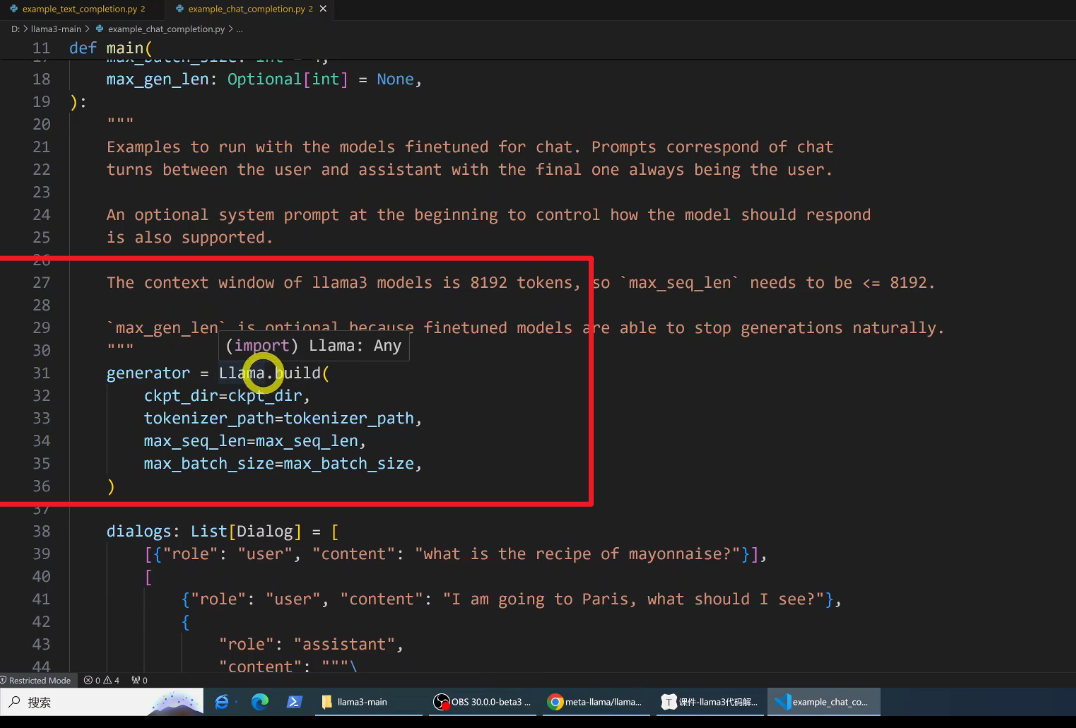 example_text_completion.py 2
example_chat_completion.py 2 ×
D: > llama3-main > example_chat_completion.py > ...
11 def main(
17 max_batch_size: int = 4,
18 max_gen_len: Optional[int] = None,
19 ):
20 """
21 Examples to run with the models finetuned for chat. Prompts correspond of chat
22 turns between the user and assistant with the final one always being the user.
23
24 An optional system prompt at the beginning to control how the model should respond
25 is also supported.
26
27 The context window of llama3 models is 8192 tokens, so `max_seq_len` needs to be <= 8192.
28
29 `max_gen_len` is optional because finetuned models are able to stop generations naturally.
(import) Llama: Any
30 """
31 generator = Llama.build(
32 ckpt_dir=ckpt_dir,
33 tokenizer_path=tokenizer_path,
34 max_seq_len=max_seq_len,
35 max_batch_size=max_batch_size,
36 )
37
38 dialogs: List[Dialog] = [
39 [{"role": "user", "content": "what is the recipe of mayonnaise?"}],
40 [
41 {"role": "user", "content": "I am going to Paris, what should I see?"},
42 {
43 "role": "assistant",
44 "content": """\
Restricted Mode 0 4 0
搜索
llama3-main
OBS 30.0.0-beta3 ...
meta-llama/llama...
课件-llama3代码解...
example_chat_co...